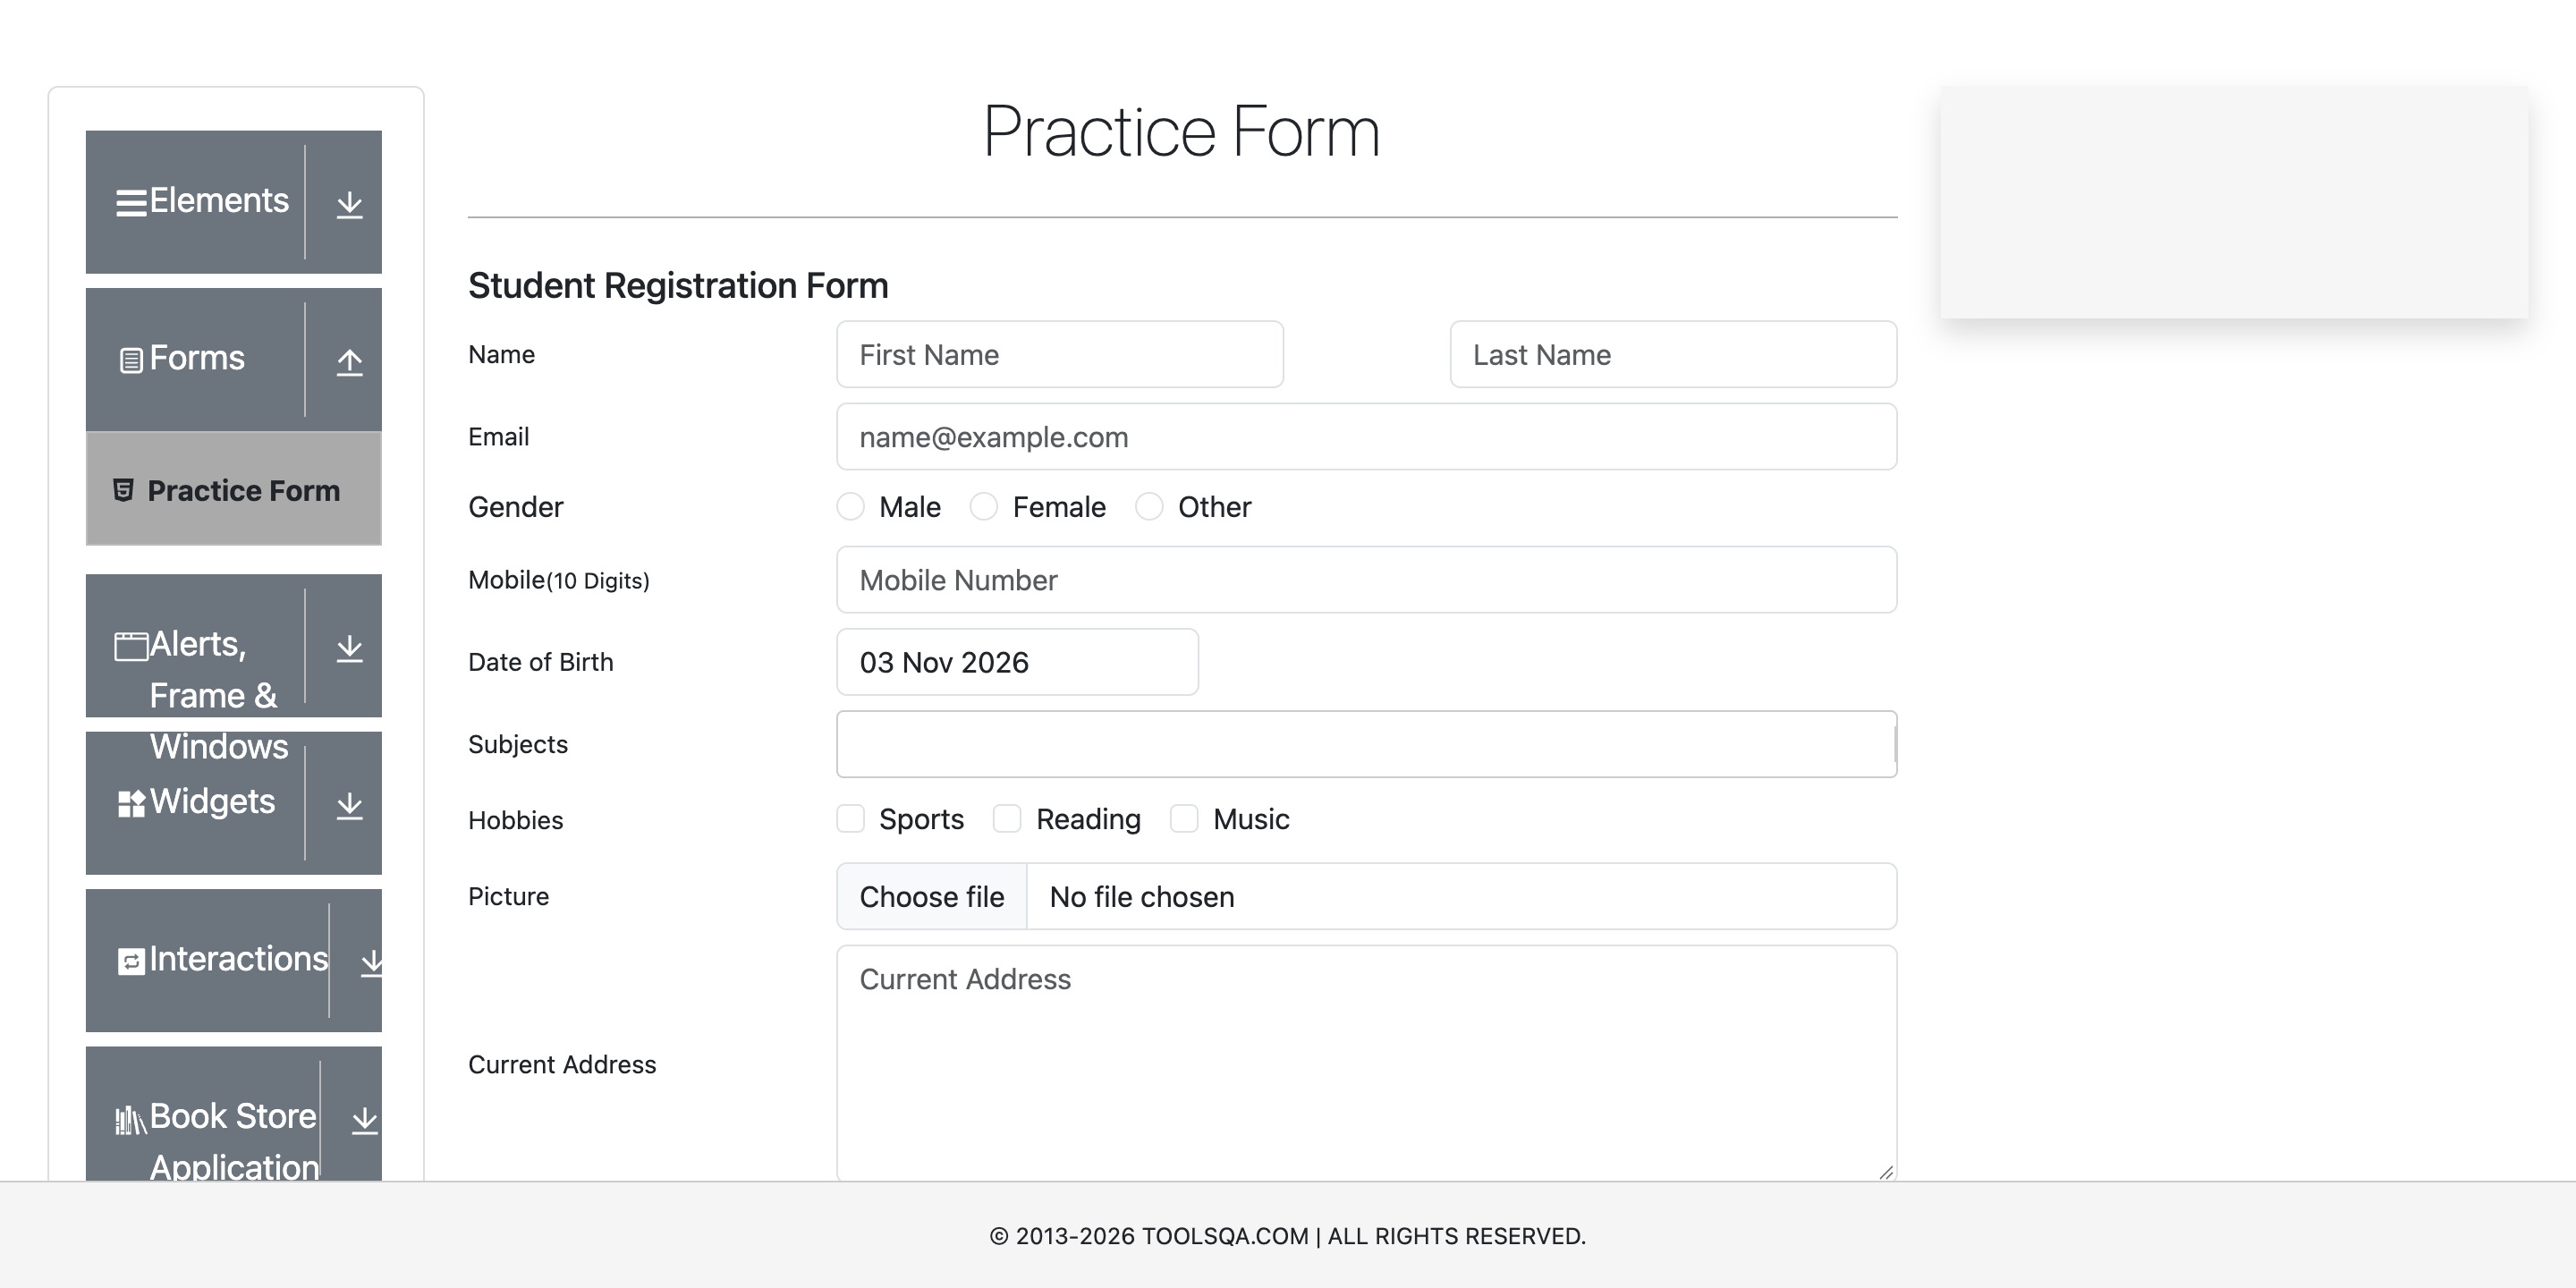 Elements
Forms
Practice Form
Alerts,
Frame &
Windows
Widgets
Interactions
Book Store
Application
Practice Form
Student Registration Form
Name
First Name
Last Name
Email
name@example.com
Gender
Male
Female
Other
Mobile(10 Digits)
Mobile Number
Date of Birth
03 Nov 2026
Subjects
Hobbies
Sports
Reading
Music
Picture
Choose file
No file chosen
Current Address
Current Address
© 2013-2026 TOOLSQA.COM | ALL RIGHTS RESERVED.